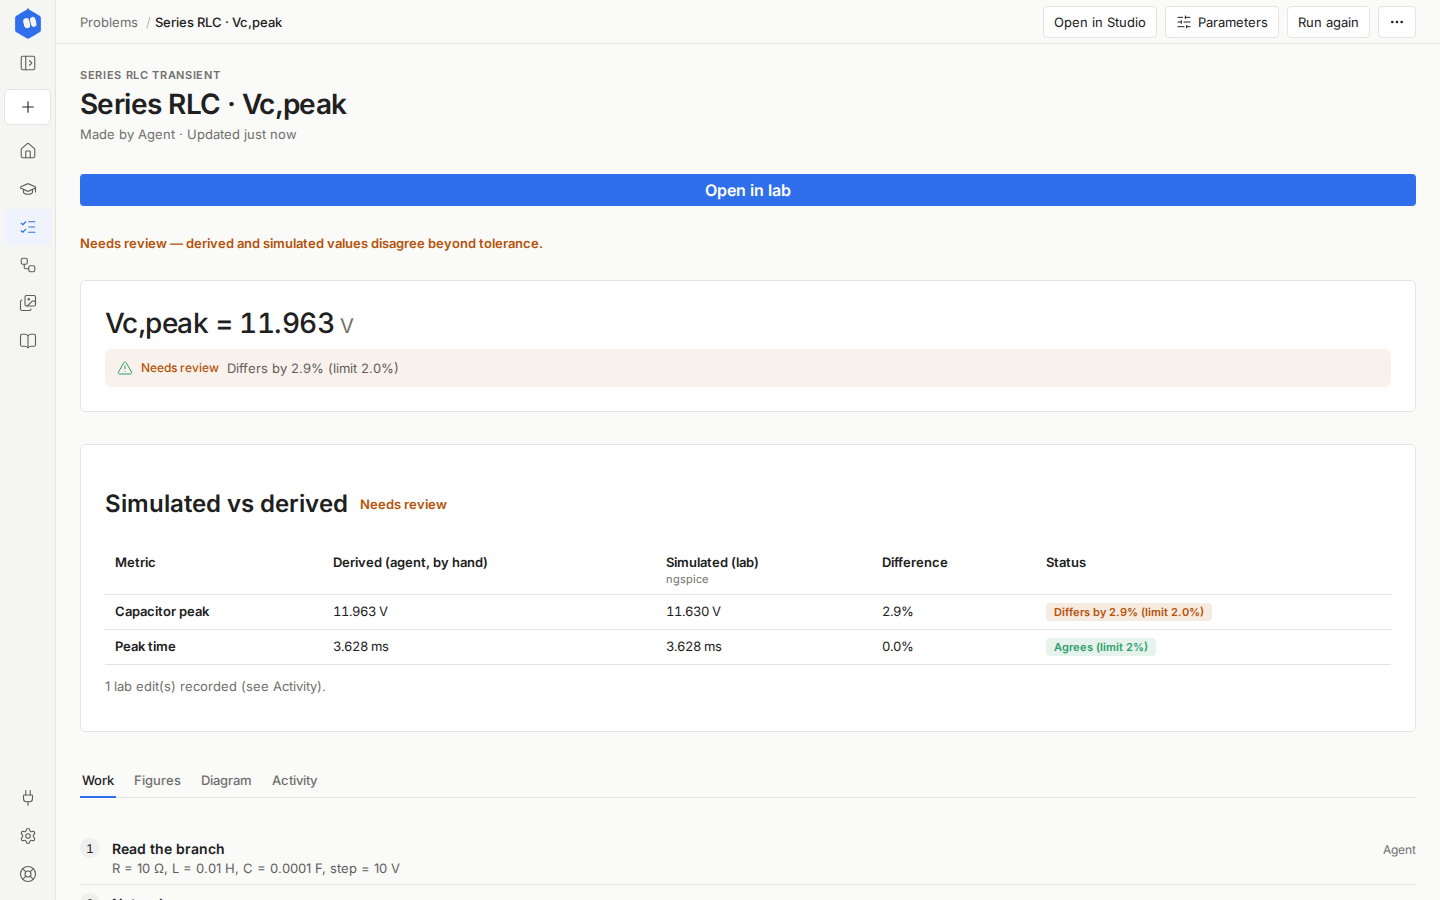 Problems / Series RLC · Vc,peak
Open in Studio
Parameters
Run again
SERIES RLC TRANSIENT
Series RLC · Vc,peak
Made by Agent · Updated just now
Open in lab
Needs review — derived and simulated values disagree beyond tolerance.
Vc,peak = 11.963 V
Needs review Differs by 2.9% (limit 2.0%)
Simulated vs derived Needs review
Metric Derived (agent, by hand) Simulated (lab) Difference Status
ngspice
Capacitor peak 11.963 V 11.630 V 2.9% Differs by 2.9% (limit 2.0%)
Peak time 3.628 ms 3.628 ms 0.0% Agrees (limit 2%)
1 lab edit(s) recorded (see Activity).
Work Figures Diagram Activity
1 Read the branch Agent
R = 10 Ω, L = 0.01 H, C = 0.0001 F, step = 10 V